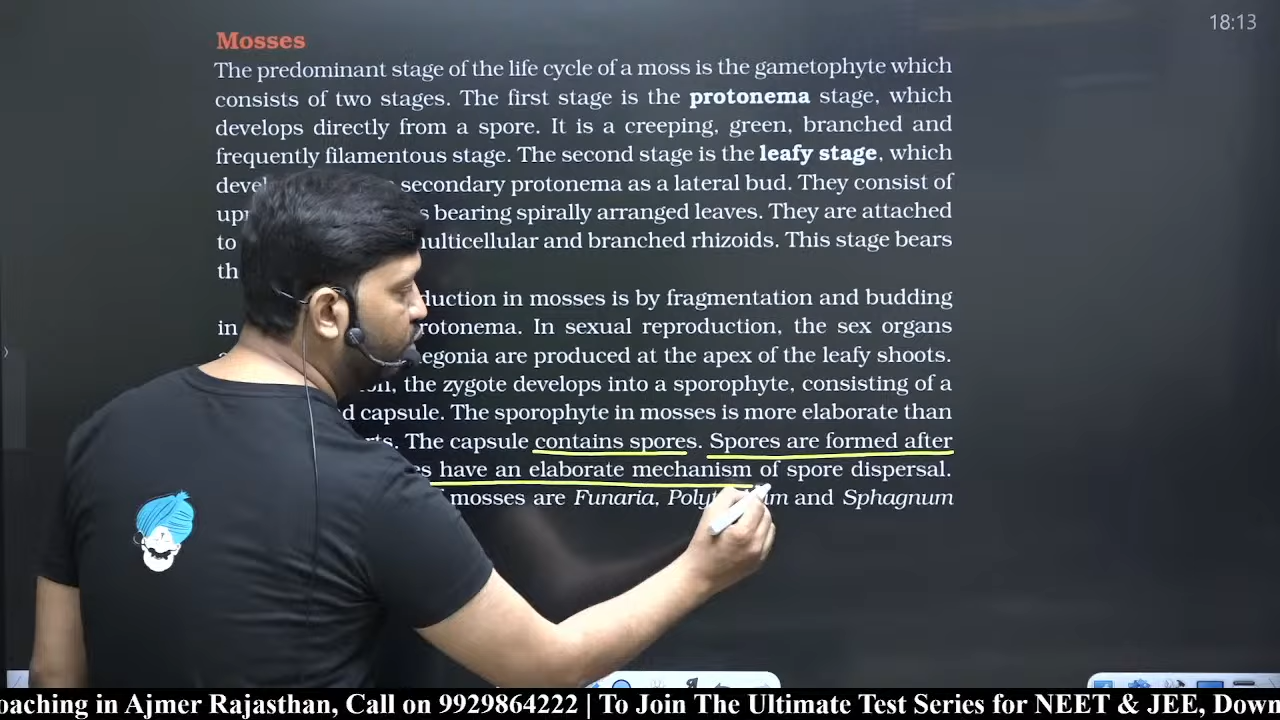 18:13
Mosses
The predominant stage of the life cycle of a moss is the gametophyte which
consists of two stages. The first stage is the protonema stage, which
develops directly from a spore. It is a creeping, green, branched and
frequently filamentous stage. The second stage is the leafy stage, which
secondary protonema as a lateral bud. They consist of
bearing spirally arranged leaves. They are attached
to multicellular and branched rhizoids. This stage bears
duction in mosses is by fragmentation and budding
in rotonema. In sexual reproduction, the sex organs
egonia are produced at the apex of the leafy shoots.
the zygote develops into a sporophyte, consisting of a
capsule. The sporophyte in mosses is more elaborate than
The capsule contains spores. Spores are formed after
have an elaborate mechanism of spore dispersal.
mosses are Funaria, and Sphagnum
oaching in Ajmer Rajasthan, Call on 9929864222 | To Join The Ultimate Test Series for NEET & JEE, Down